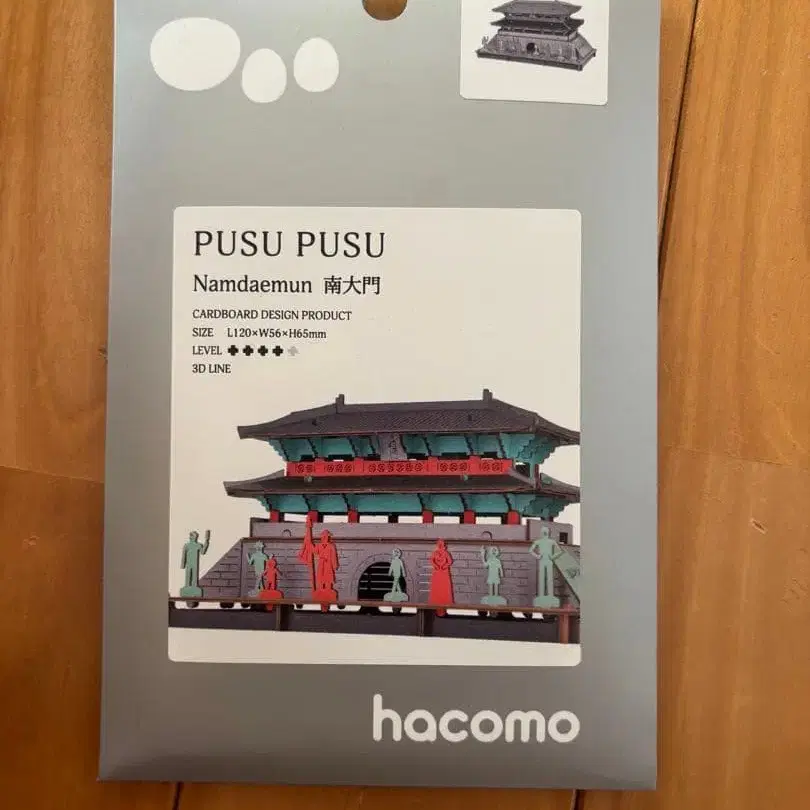 PUSU PUSU
Namdaemun 南大門
CARDBOARD DESIGN PRODUCT
SIZE L120×W56×H65mm
LEVEL
3D LINE
hacomo